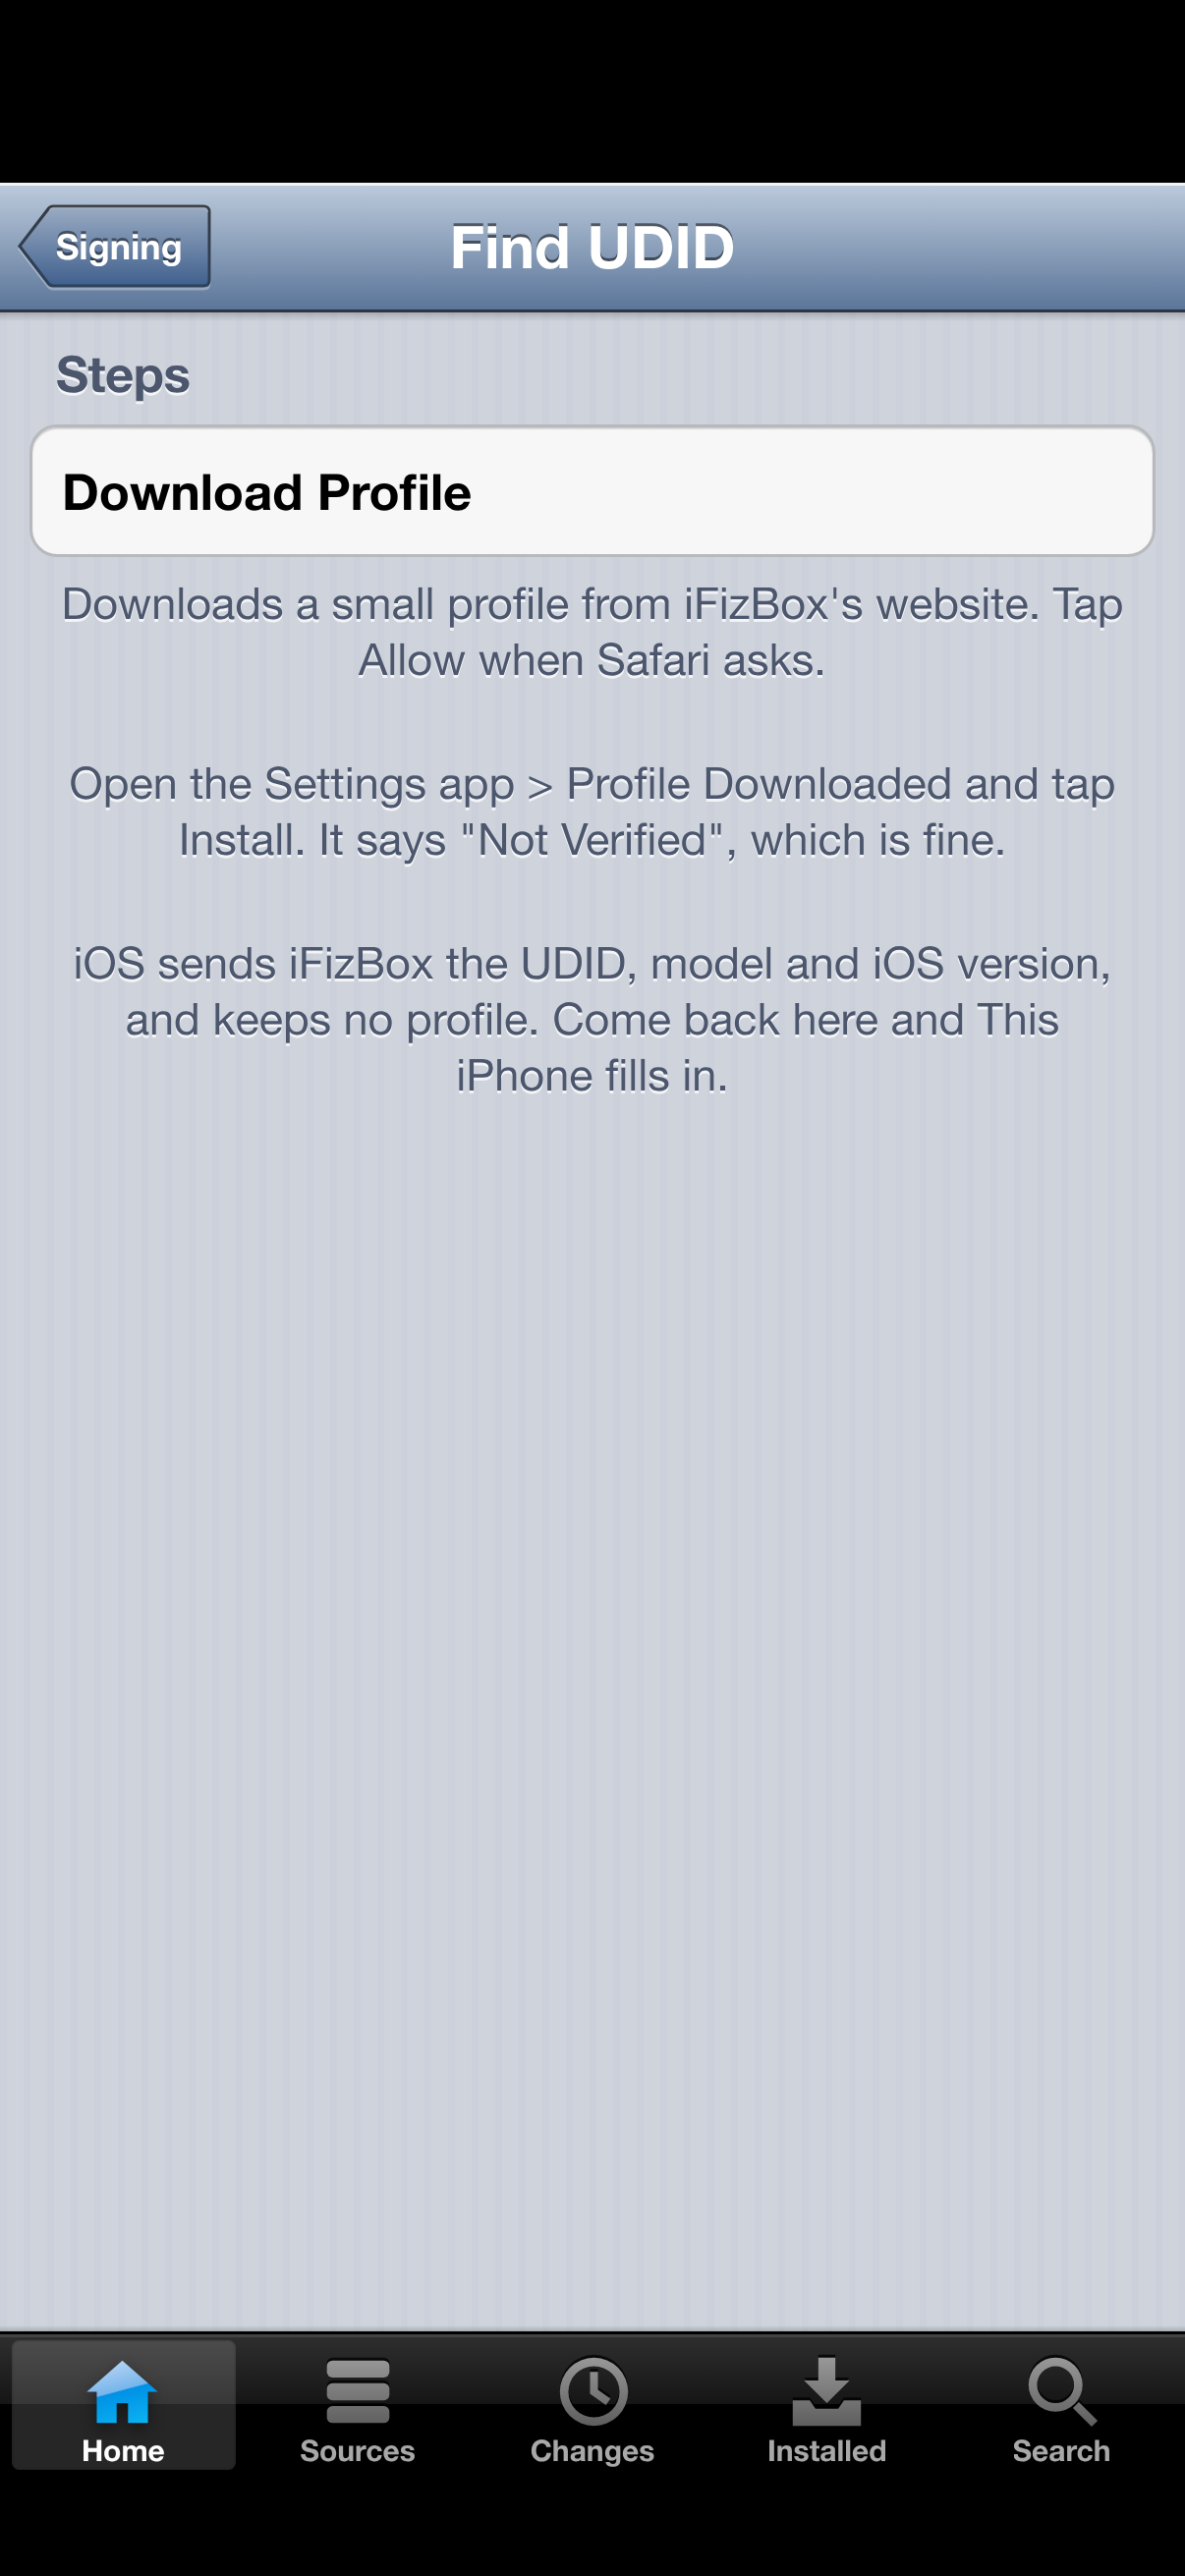 Signing
Find UDID
Steps
Download Profile
Downloads a small profile from iFizBox's website. Tap
Allow when Safari asks.
Open the Settings app > Profile Downloaded and tap
Install. It says "Not Verified", which is fine.
iOS sends iFizBox the UDID, model and iOS version,
and keeps no profile. Come back here and This
iPhone fills in.
Home
Sources
Changes
Installed
Search